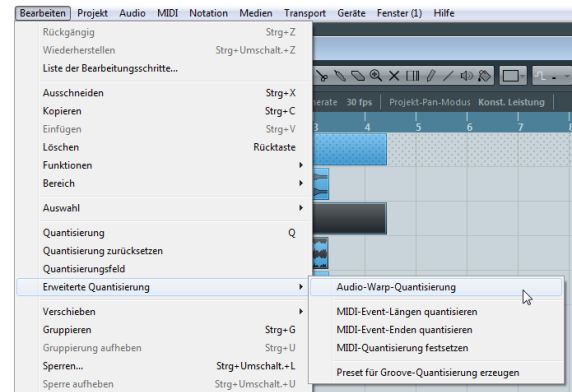 Bearbeiten Projekt Audio MIDI Notation Medien Transport Geräte Fenster (1) Hilfe
Rückgängig Strg+Z
Wiederherstellen Strg+Umschalt.+Z
Liste der Bearbeitungsschritte...
Ausschneiden Strg+X
Kopieren Strg+C
Einfügen Strg+V
Löschen Rücktaste
Funktionen
Bereich
Auswahl
Quantisierung Q
Quantisierung zurücksetzen
Quantisierungsfeld
Erweiterte Quantisierung
Verschieben
Gruppieren Strg+G
Gruppierung aufheben Strg+U
Sperren... Strg+Umschalt.+L
Sperre aufheben Strg+Umschalt.+U
30 fps Projekt-Pan-Modus Konst. Leistung
3 4 5 6 7 8
Audio-Warp-Quantisierung
MIDI-Event-Längen quantisieren
MIDI-Event-Enden quantisieren
MIDI-Quantisierung festsetzen
Preset für Groove-Quantisierung erzeugen